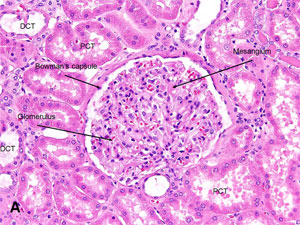 DCT
PCT
Mesangium
Bowman's capsule
Glomerulus
DCT
PCT
A